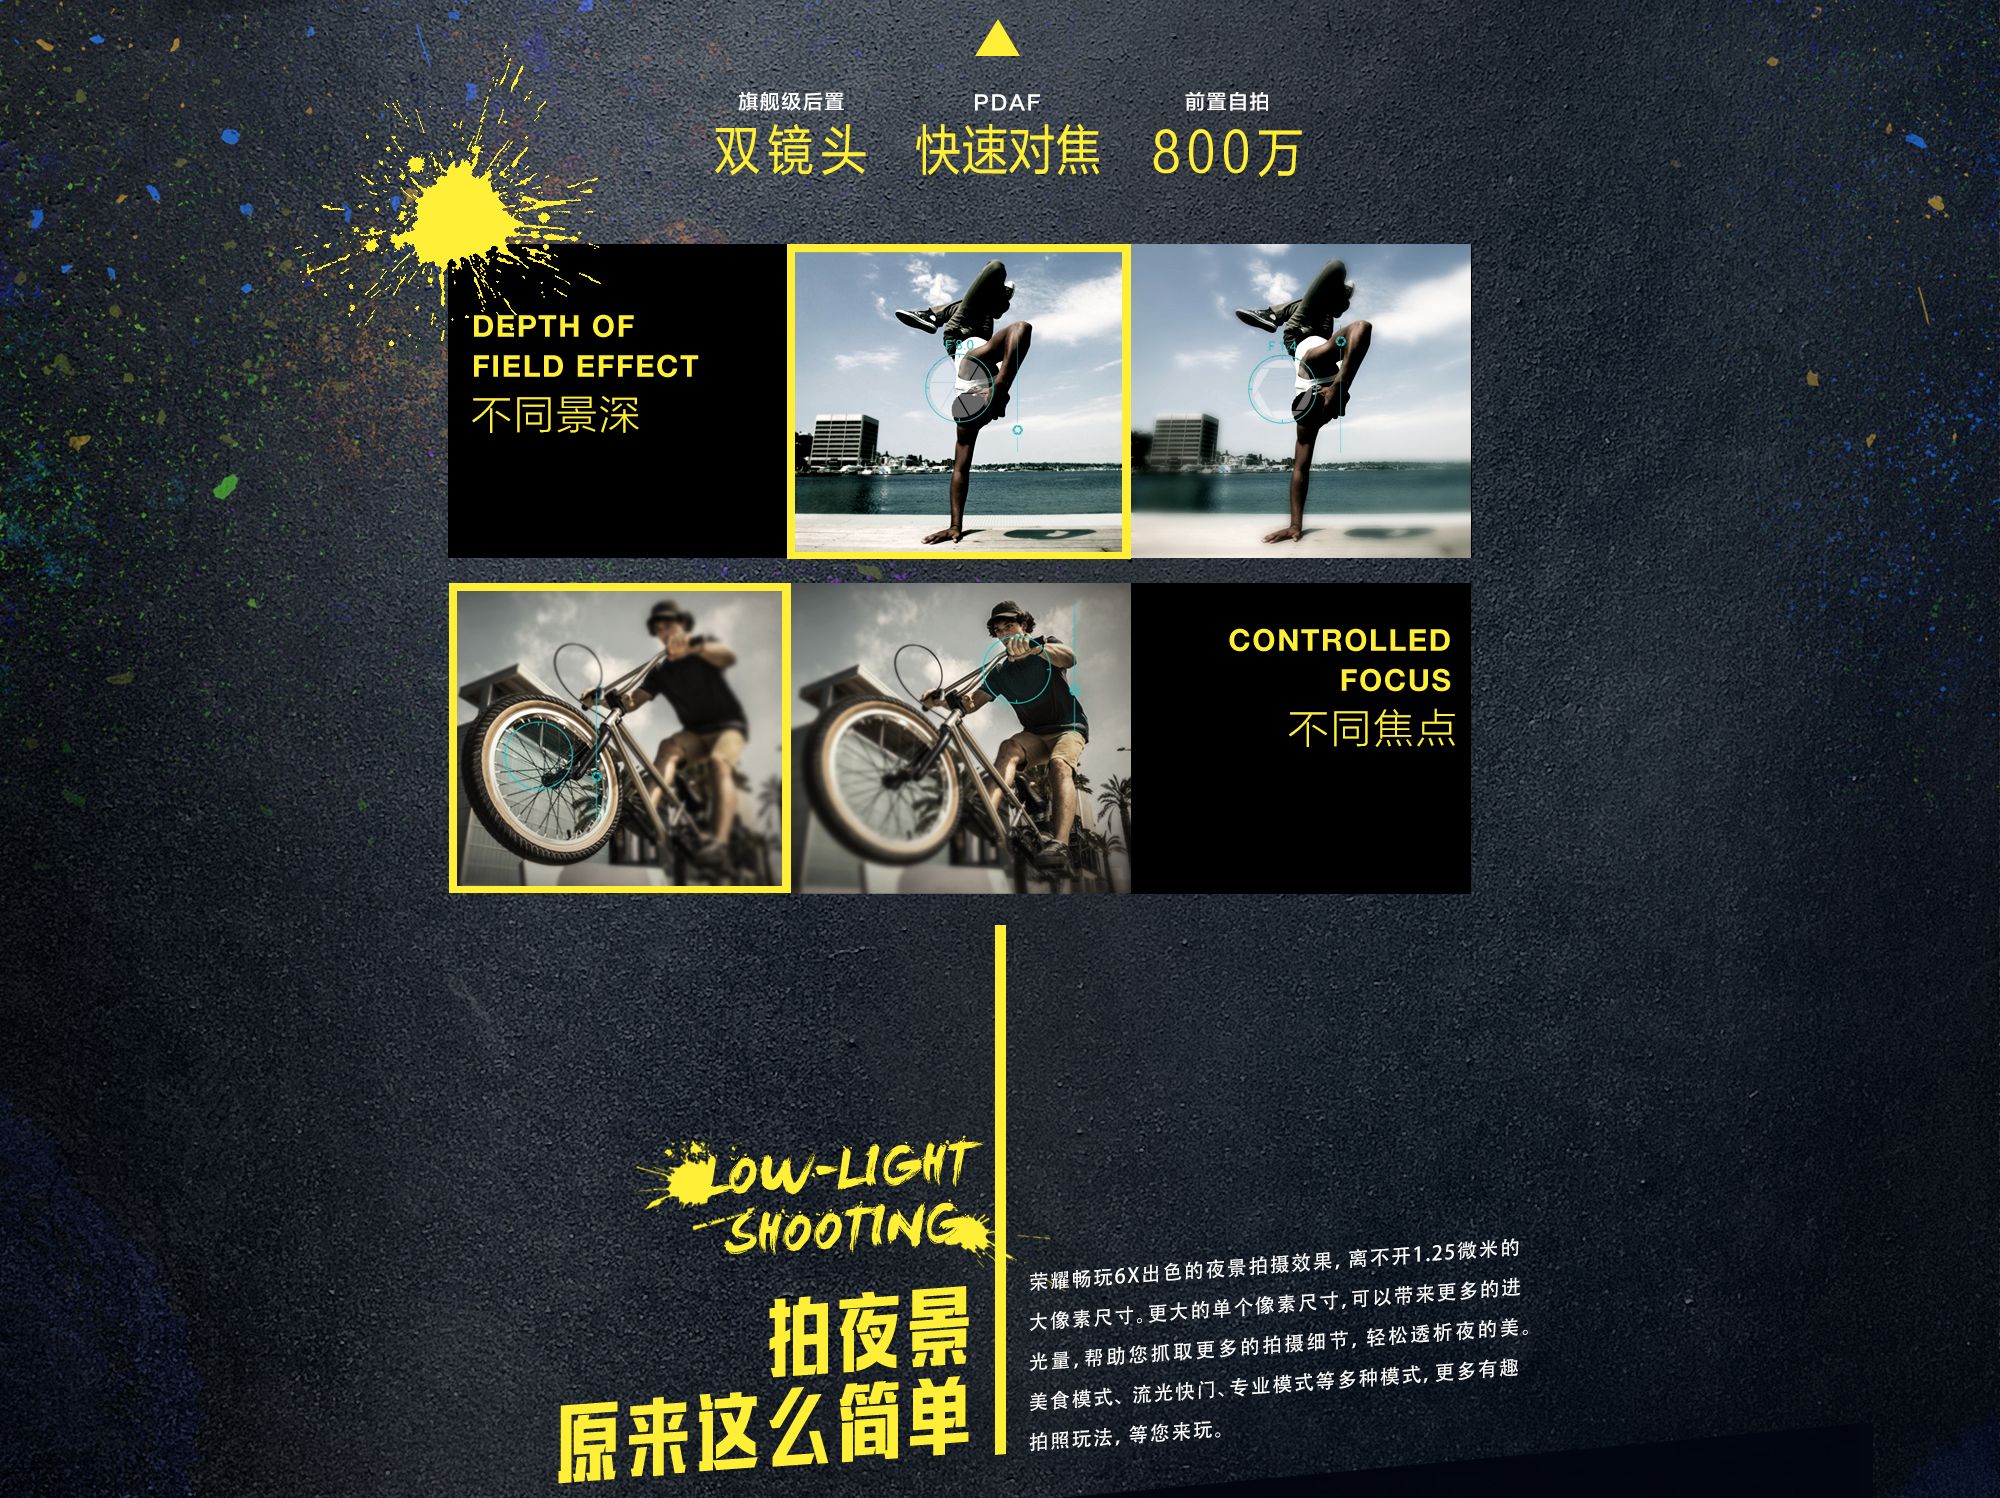 旗舰级后置
双镜头
PDAF
快速对焦
前置自拍
800万
DEPTH OF
FIELD EFFECT
不同景深
CONTROLLED
FOCUS
不同焦点
LOW-LIGHT
SHOOTING
拍夜景
原来这么简单
荣耀畅玩6X出色的夜景拍摄效果，离不开1.25微米的
大像素尺寸。更大的单个像素尺寸，可以带来更多的进
光量，帮助您抓取更多的拍摄细节，轻松透析夜的美。
美食模式、流光快门、专业模式等多种模式，更多有趣
拍照玩法，等您来玩。